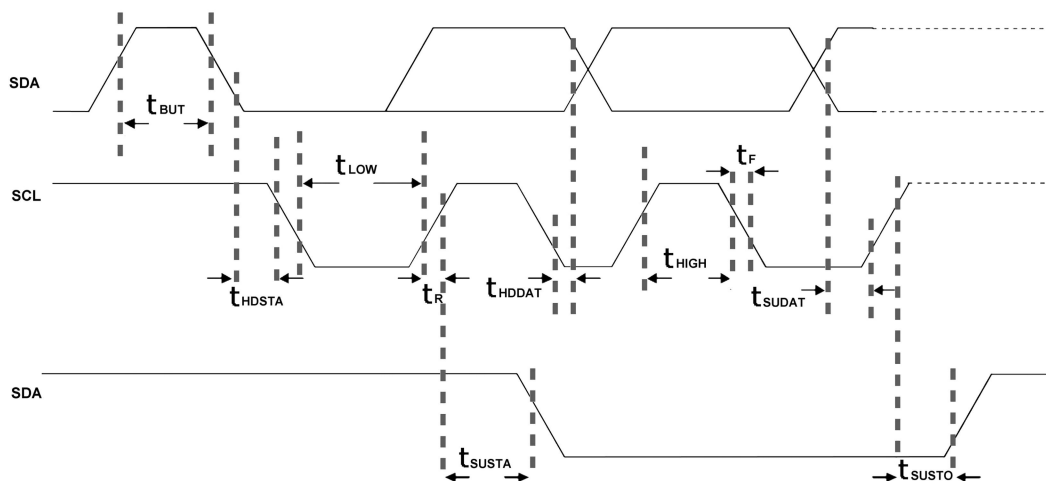 SDA
tBUT
tLOW
tF
SCL
tHDSTA
tR
tHDDAT
tHIGH
tSUDAT
SDA
tSUSTA
tSUSTO